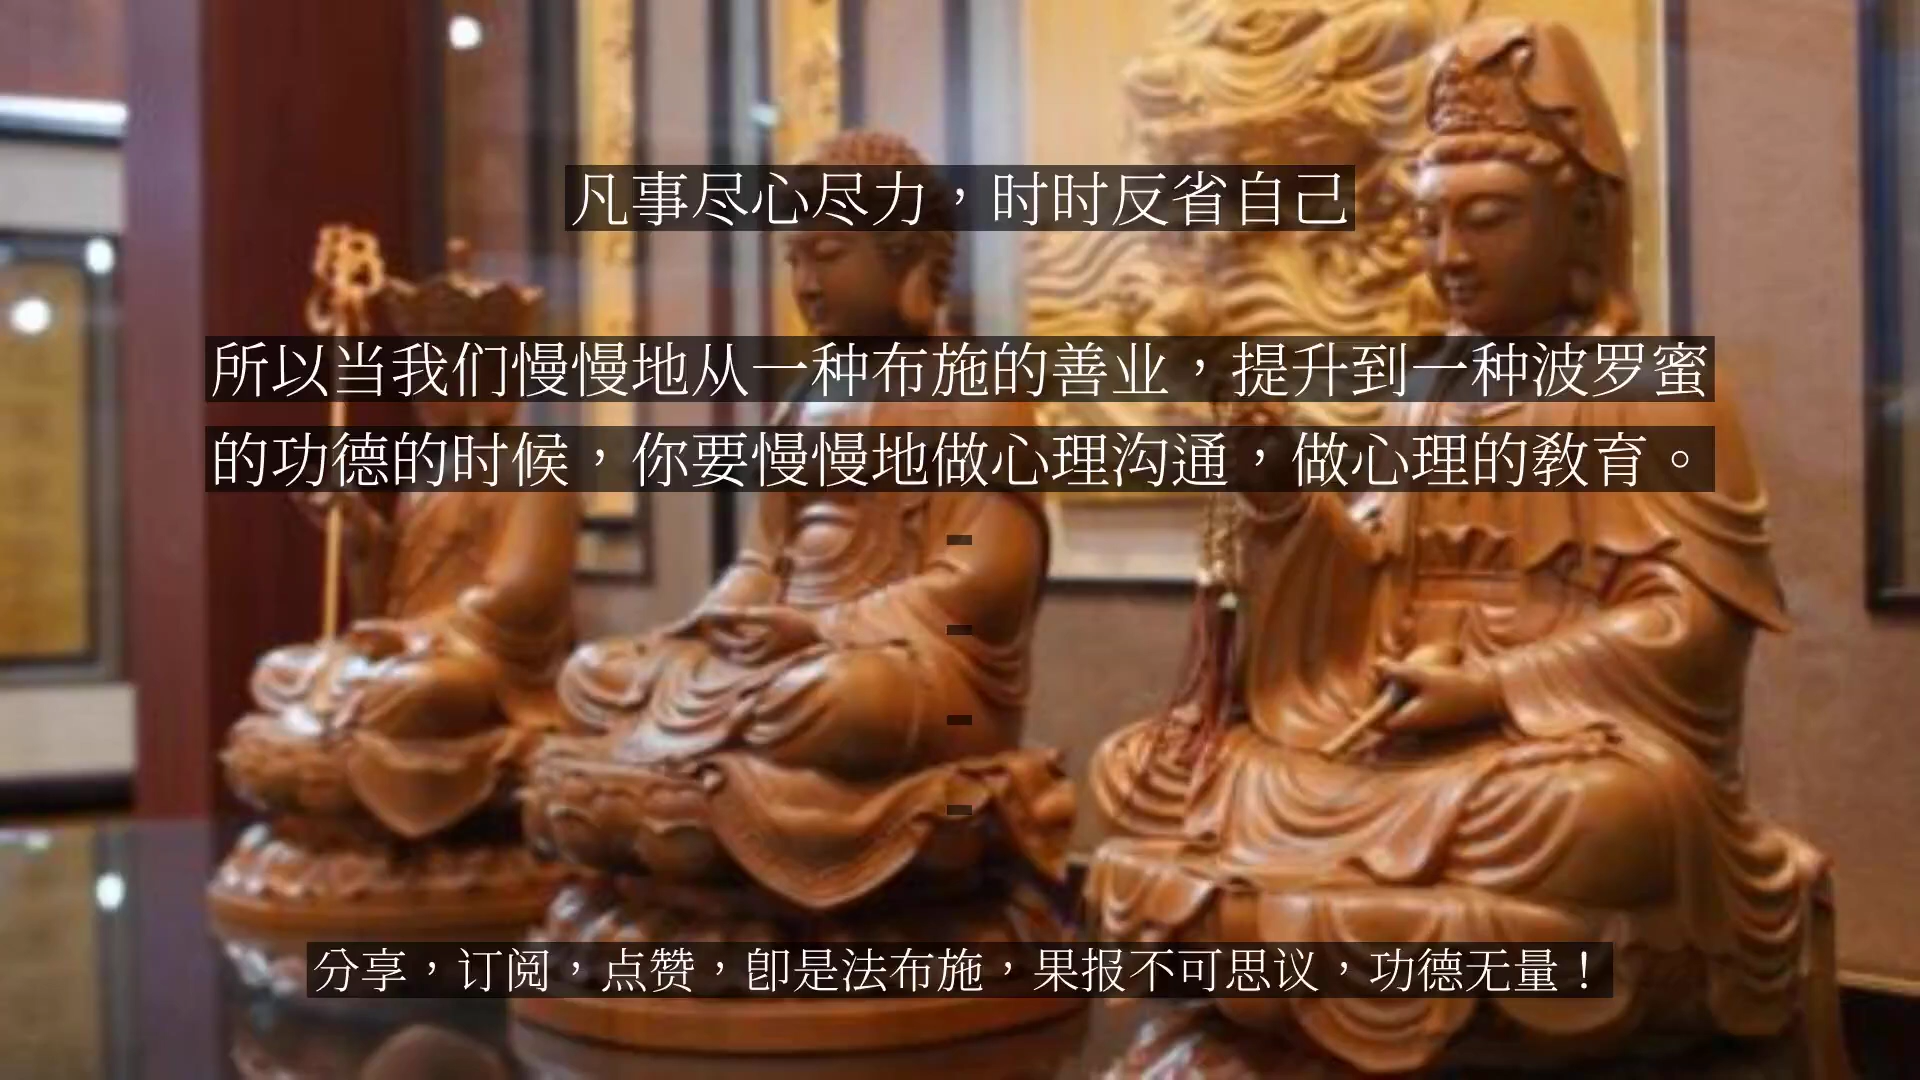 凡事尽心尽力，时时反省自己
所以当我们慢慢地从一种布施的善业，提升到一种波罗蜜
的功德的时候，你要慢慢地做心理沟通，做心理的教育。
分享，订阅，点赞，即是法布施，果报不可思议，功德无量！